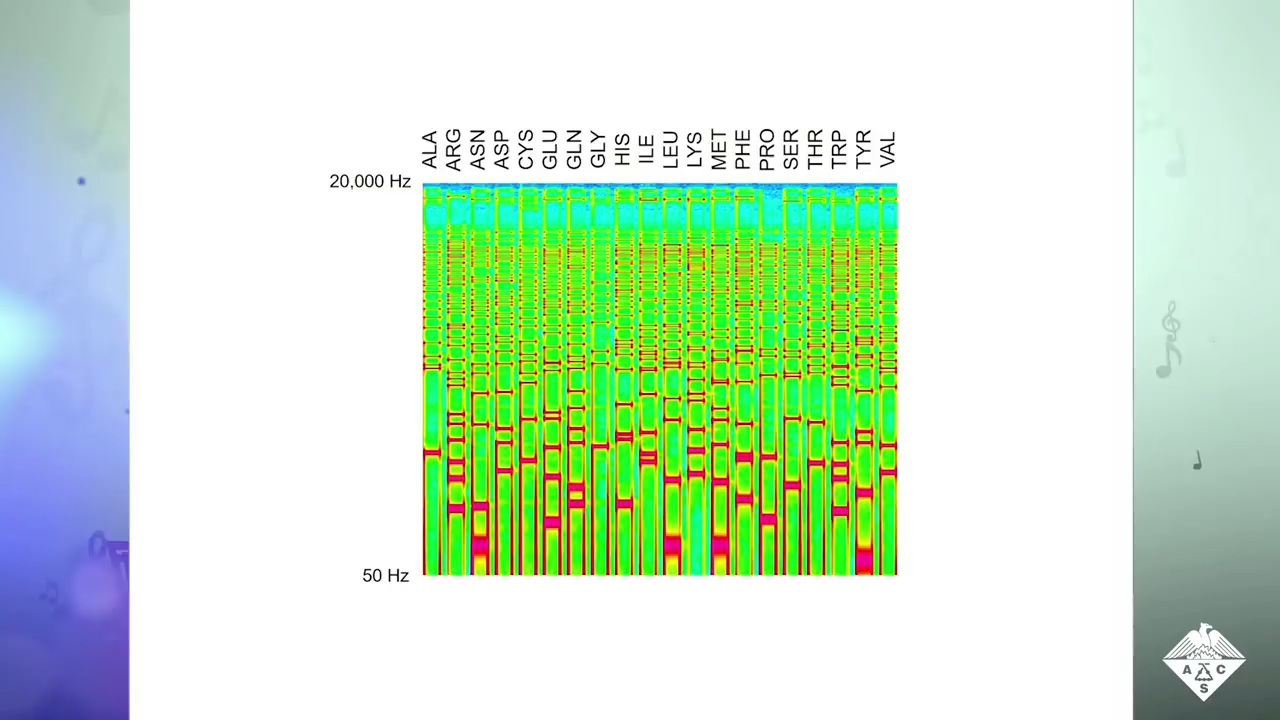 ALA ARG ASN ASP CYS GLU GLN GLY HIS ILE LEU LYS MET PHE PRO SER THR TRP TYR VAL
20,000 Hz
50 Hz
A C
S